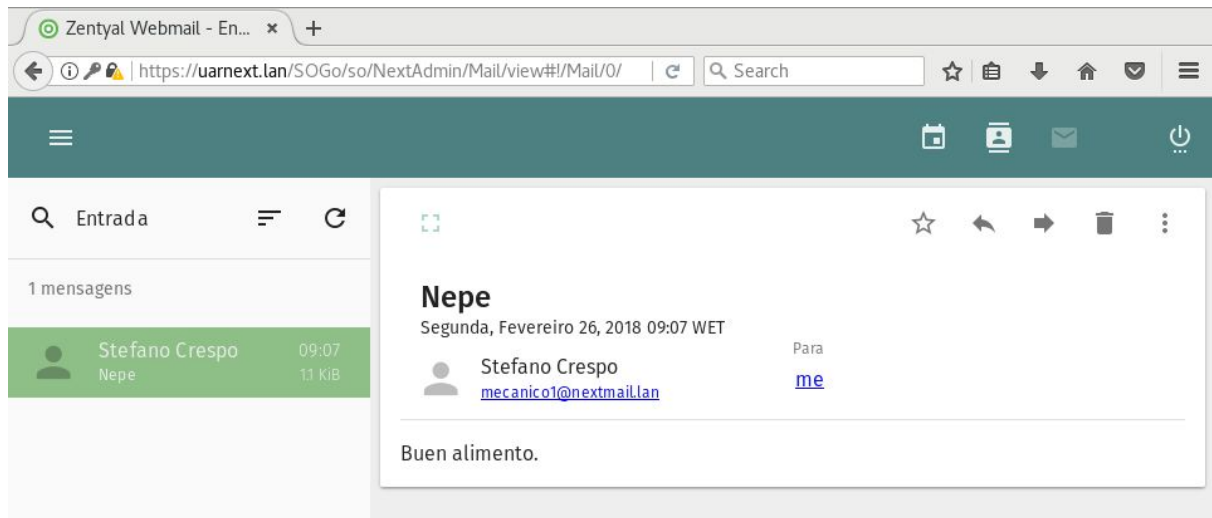 Zentyal Webmail - En...
https://uarnext.lan/SOGo/so/NextAdmin/Mail/view#!/Mail/0/
Search
Entrada
1 mensagens
Stefano Crespo 09:07
Nepe 1.1 KiB
Nepe
Segunda, Fevereiro 26, 2018 09:07 WET
Stefano Crespo
mecanico1@nextmail.lan
Para
me
Buen alimento.